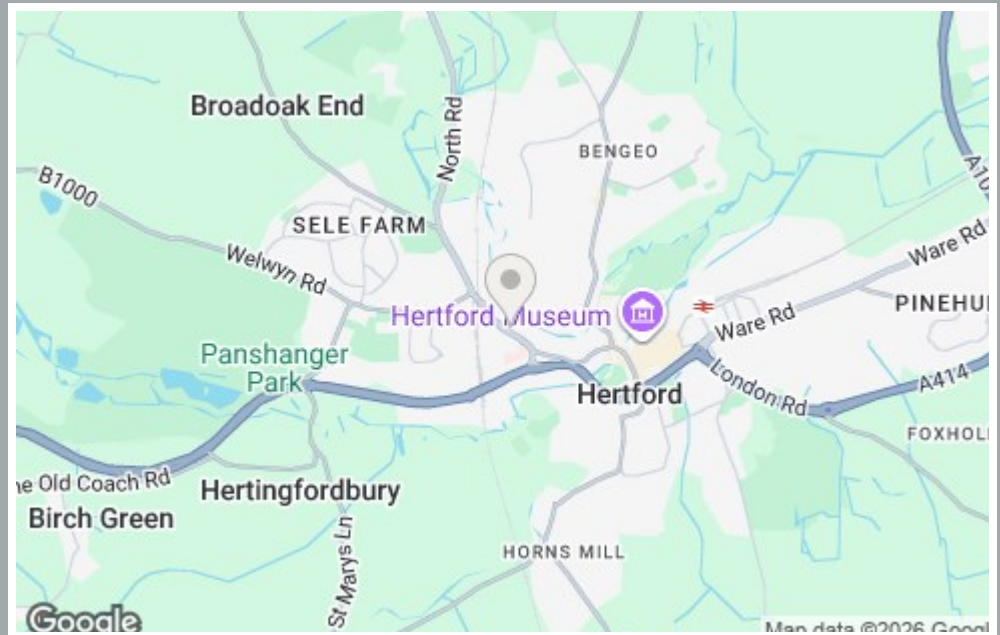 Broadoak End
North Rd
BENGEO
B1000
A10
SELE FARM
Welwyn Rd
Ware Rd
Hertford Museum
PINEHU
Ware Rd
Panshanger
Park
London Rd
A414
Hertford
FOXHOL
he Old Coach Rd
Hertingfordbury
Birch Green
St Marys Ln
HORNS MILL
Google
Map data ©2026 Googl